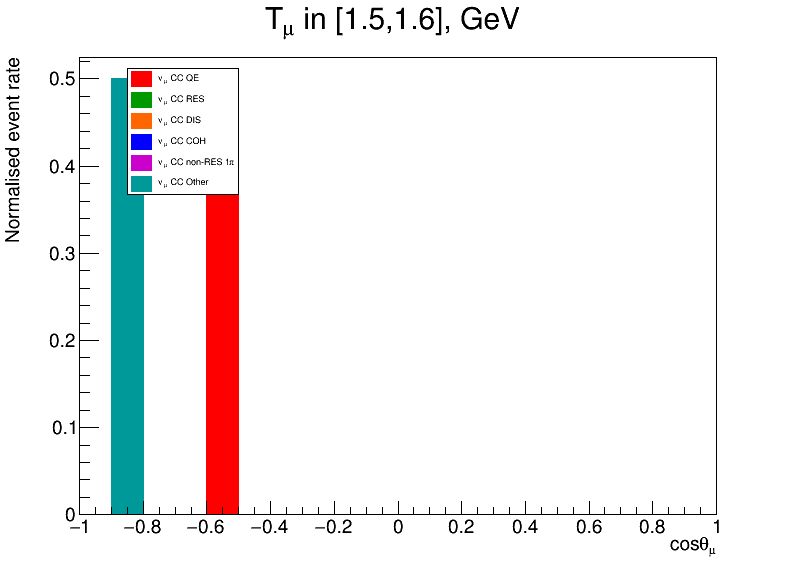 Tμ in [1.5,1.6], GeV
Normalised event rate
0.5
0.4
0.3
0.2
0.1
0
νμ CC QE
νμ CC RES
νμ CC DIS
νμ CC COH
νμ CC non-RES 1π
νμ CC Other
−1 −0.8 −0.6 −0.4 −0.2 0 0.2 0.4 0.6 0.8 1
cosθμ